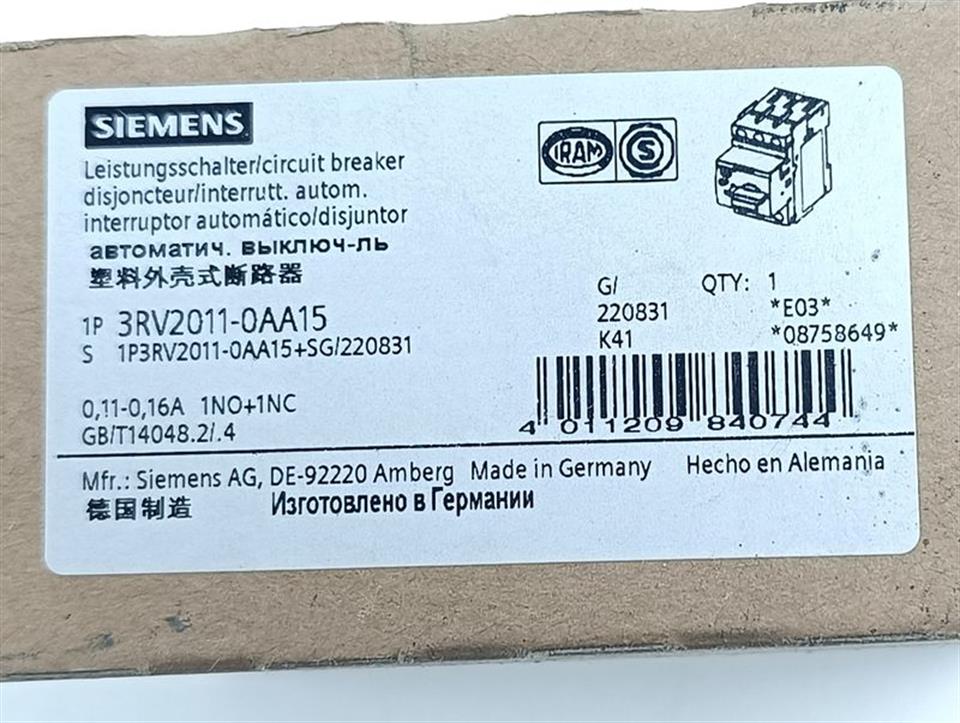 SIEMENS
Leistungsschalter/circuit breaker
disjoncteur/interrutt. autom.
interruptor automático/disjuntor
автоматич. выключ-ль
塑料外壳式断路器
IRAM S
1P 3RV2011-0AA15
S 1P3RV2011-0AA15+SG/220831
G/ QTY: 1
220831 *E03*
K41 *Q8758649*
4 011209 840744
0,11-0,16A 1NO+1NC
GB/T14048.2/.4
Mfr.: Siemens AG, DE-92220 Amberg Made in Germany Hecho en Alemania
德国制造 Изготовлено в Германии